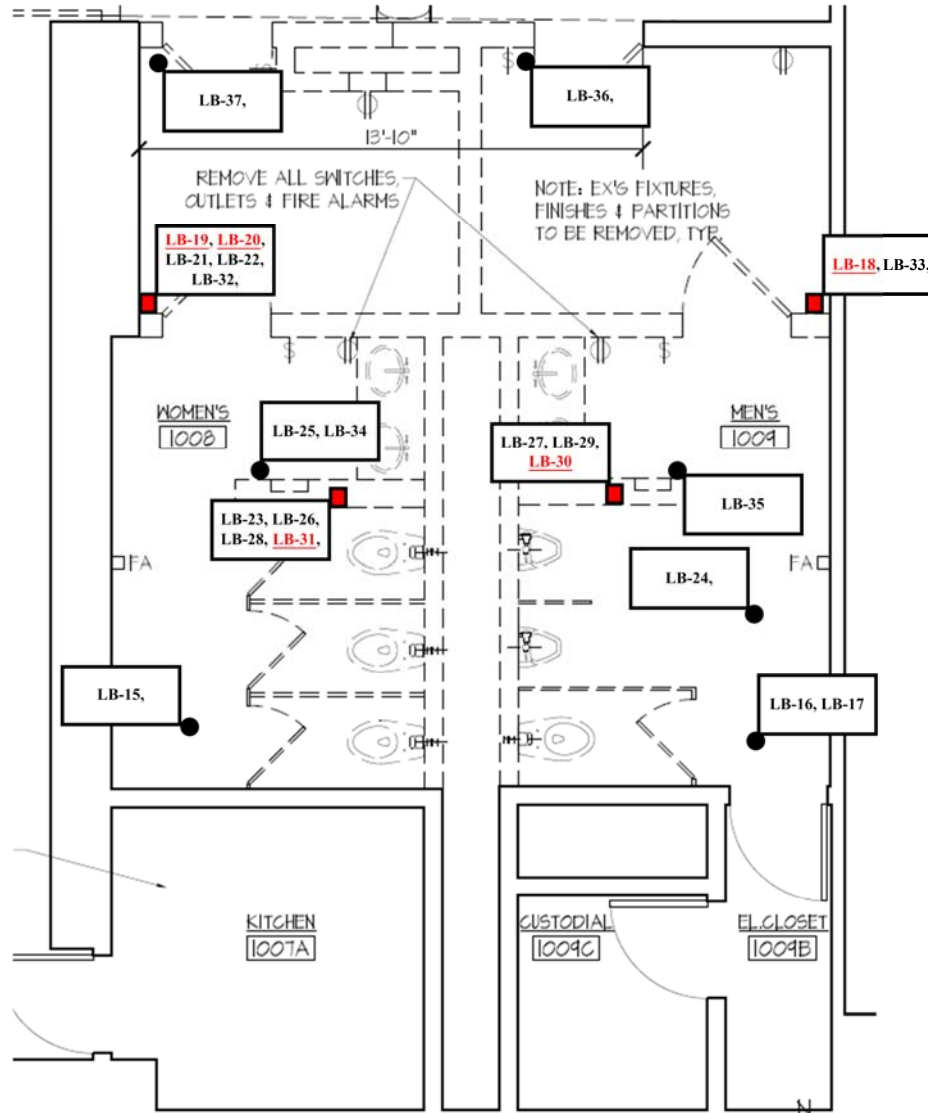 LB-37,
S
LB-36,
13'-10"
REMOVE ALL SWITCHES,
OUTLETS & FIRE ALARMS
NOTE: EX'G FIXTURES,
FINISHES & PARTITIONS
TO BE REMOVED, TYP.
LB-19, LB-20,
LB-21, LB-22,
LB-32,
LB-18, LB-33,
S
S
WOMEN'S
1008
LB-25, LB-34
LB-27, LB-29,
LB-30
MEN'S
1009
LB-35
LB-23, LB-26,
LB-28, LB-31,
FA
FA
LB-24,
LB-15,
LB-16, LB-17
KITCHEN
1007A
CUSTODIAL
1009C
EL.CLOSET
1009B